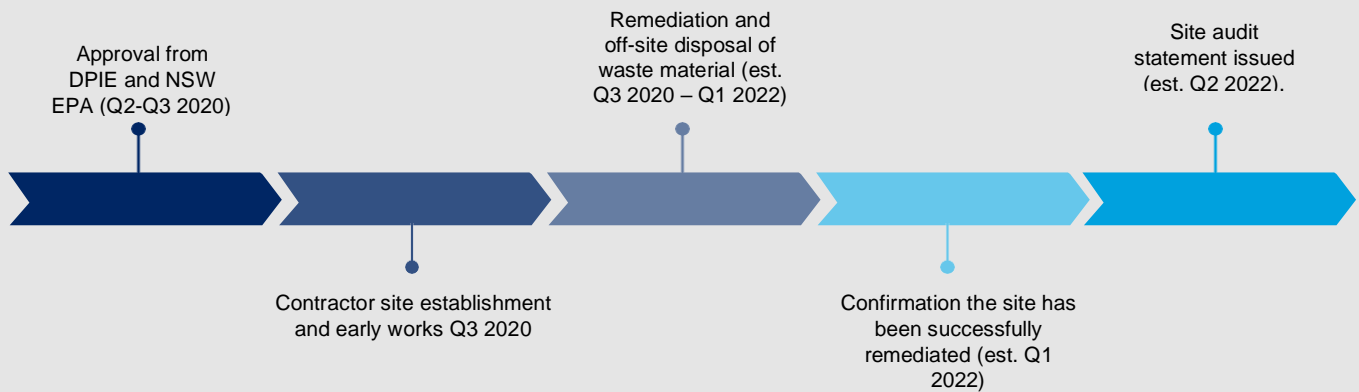 Approval from
DPIE and NSW
EPA (Q2-Q3 2020)
Contractor site establishment
and early works Q3 2020
Remediation and
off-site disposal of
waste material (est.
Q3 2020 – Q1 2022)
Confirmation the site has
been successfully
remediated (est. Q1
2022)
Site audit
statement issued
(est. Q2 2022).